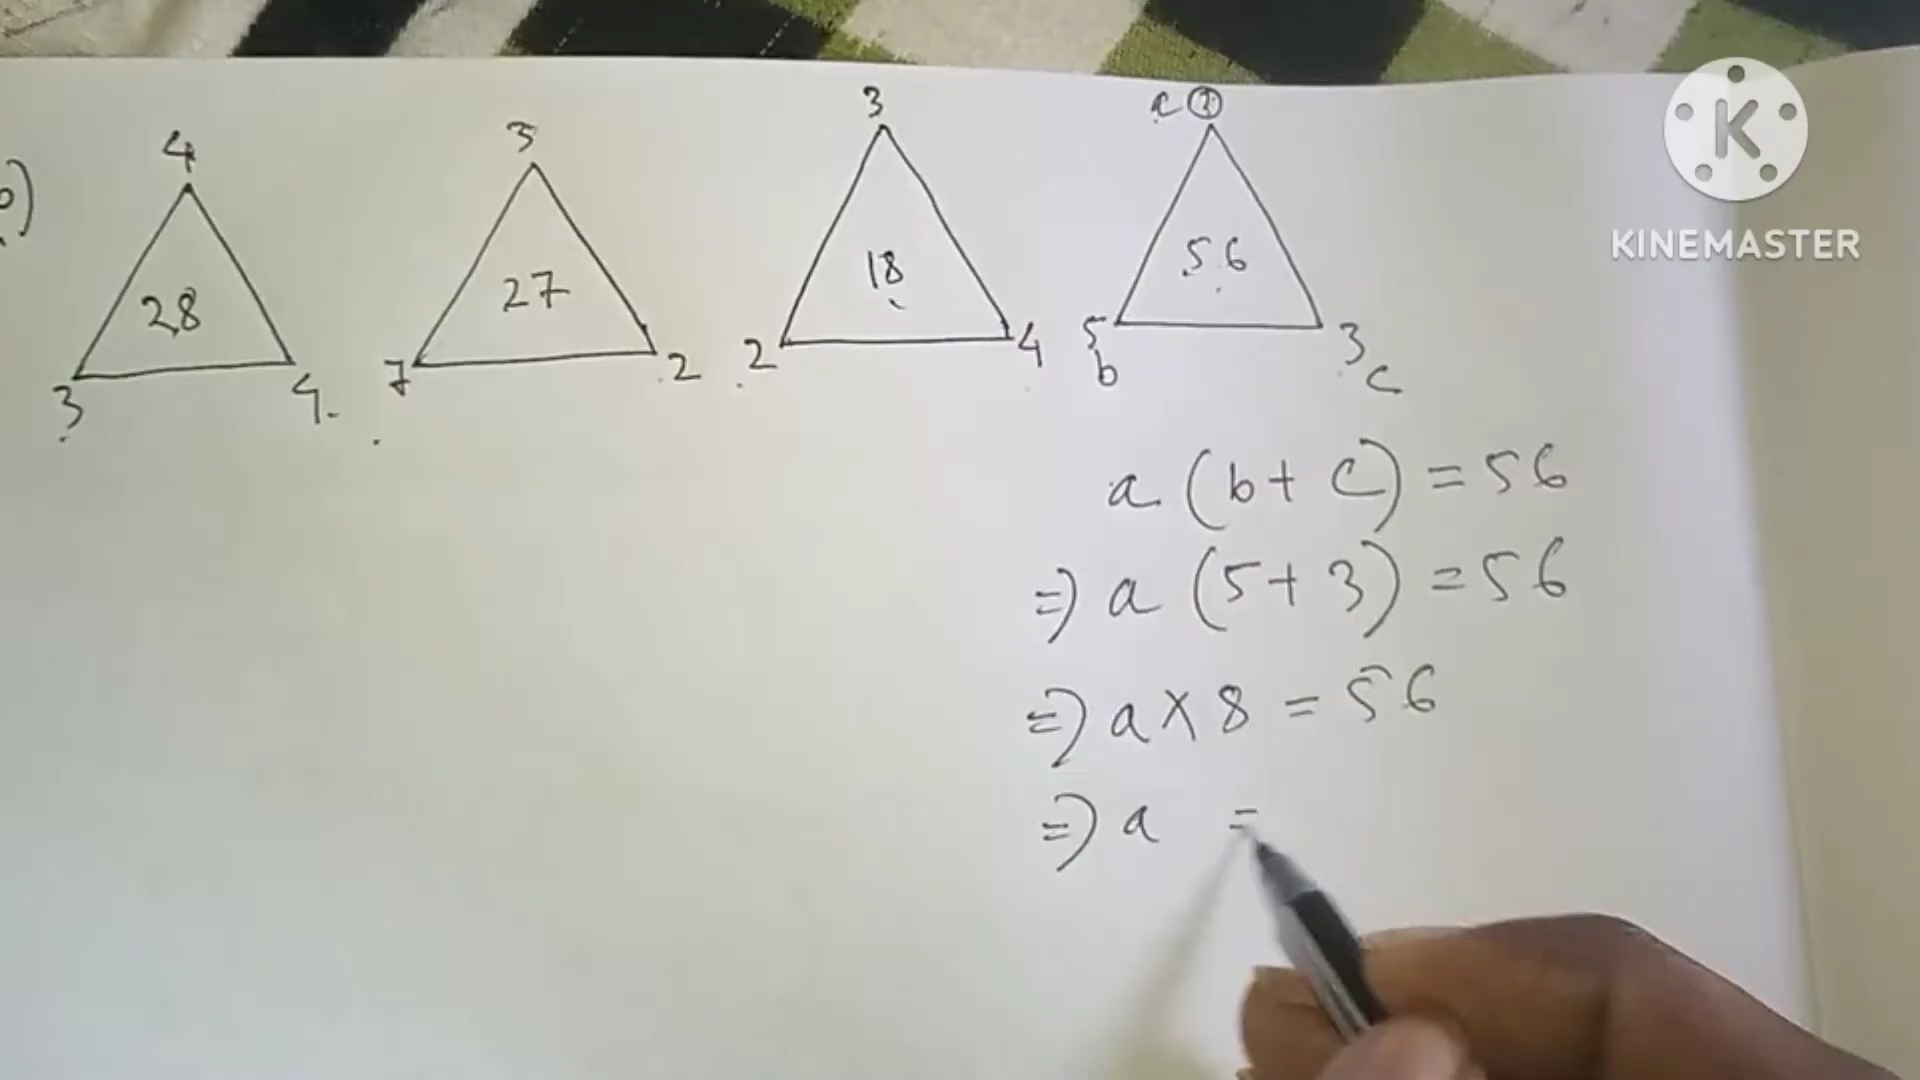 4 3 3 a ?
28 27 18 56
3 4. 7 2 2 4 5 3
b c
a (b + c) = 56
=> a (5 + 3) = 56
=> a × 8 = 56
=> a =
K
KINEMASTER